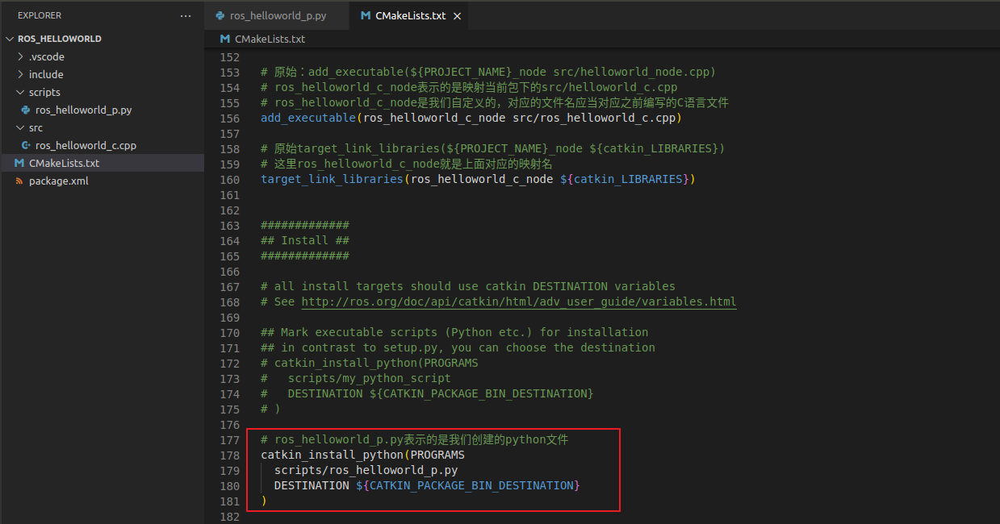 EXPLORER
...
ROS_HELLOWORLD
.vscode
include
scripts
ros_helloworld_p.py
src
ros_helloworld_c.cpp
CMakeLists.txt
package.xml
ros_helloworld_p.py
CMakeLists.txt
CMakeLists.txt
152
153 # 原始：add_executable(${PROJECT_NAME}_node src/helloworld_node.cpp)
154 # ros_helloworld_c_node表示的是映射当前包下的src/helloworld_c.cpp
155 # ros_helloworld_c_node是我们自定义的，对应的文件名应当对应之前编写的C语言文件
156 add_executable(ros_helloworld_c_node src/ros_helloworld_c.cpp)
157
158 # 原始target_link_libraries(${PROJECT_NAME}_node ${catkin_LIBRARIES})
159 # 这里ros_helloworld_c_node就是上面对应的映射名
160 target_link_libraries(ros_helloworld_c_node ${catkin_LIBRARIES})
161
162
163 #############
164 ## Install ##
165 #############
166
167 # all install targets should use catkin DESTINATION variables
168 # See http://ros.org/doc/api/catkin/html/adv_user_guide/variables.html
169
170 ## Mark executable scripts (Python etc.) for installation
171 ## in contrast to setup.py, you can choose the destination
172 # catkin_install_python(PROGRAMS
173 #   scripts/my_python_script
174 #   DESTINATION ${CATKIN_PACKAGE_BIN_DESTINATION}
175 # )
176
177 # ros_helloworld_p.py表示的是我们创建的python文件
178 catkin_install_python(PROGRAMS
179   scripts/ros_helloworld_p.py
180   DESTINATION ${CATKIN_PACKAGE_BIN_DESTINATION}
181 )
182